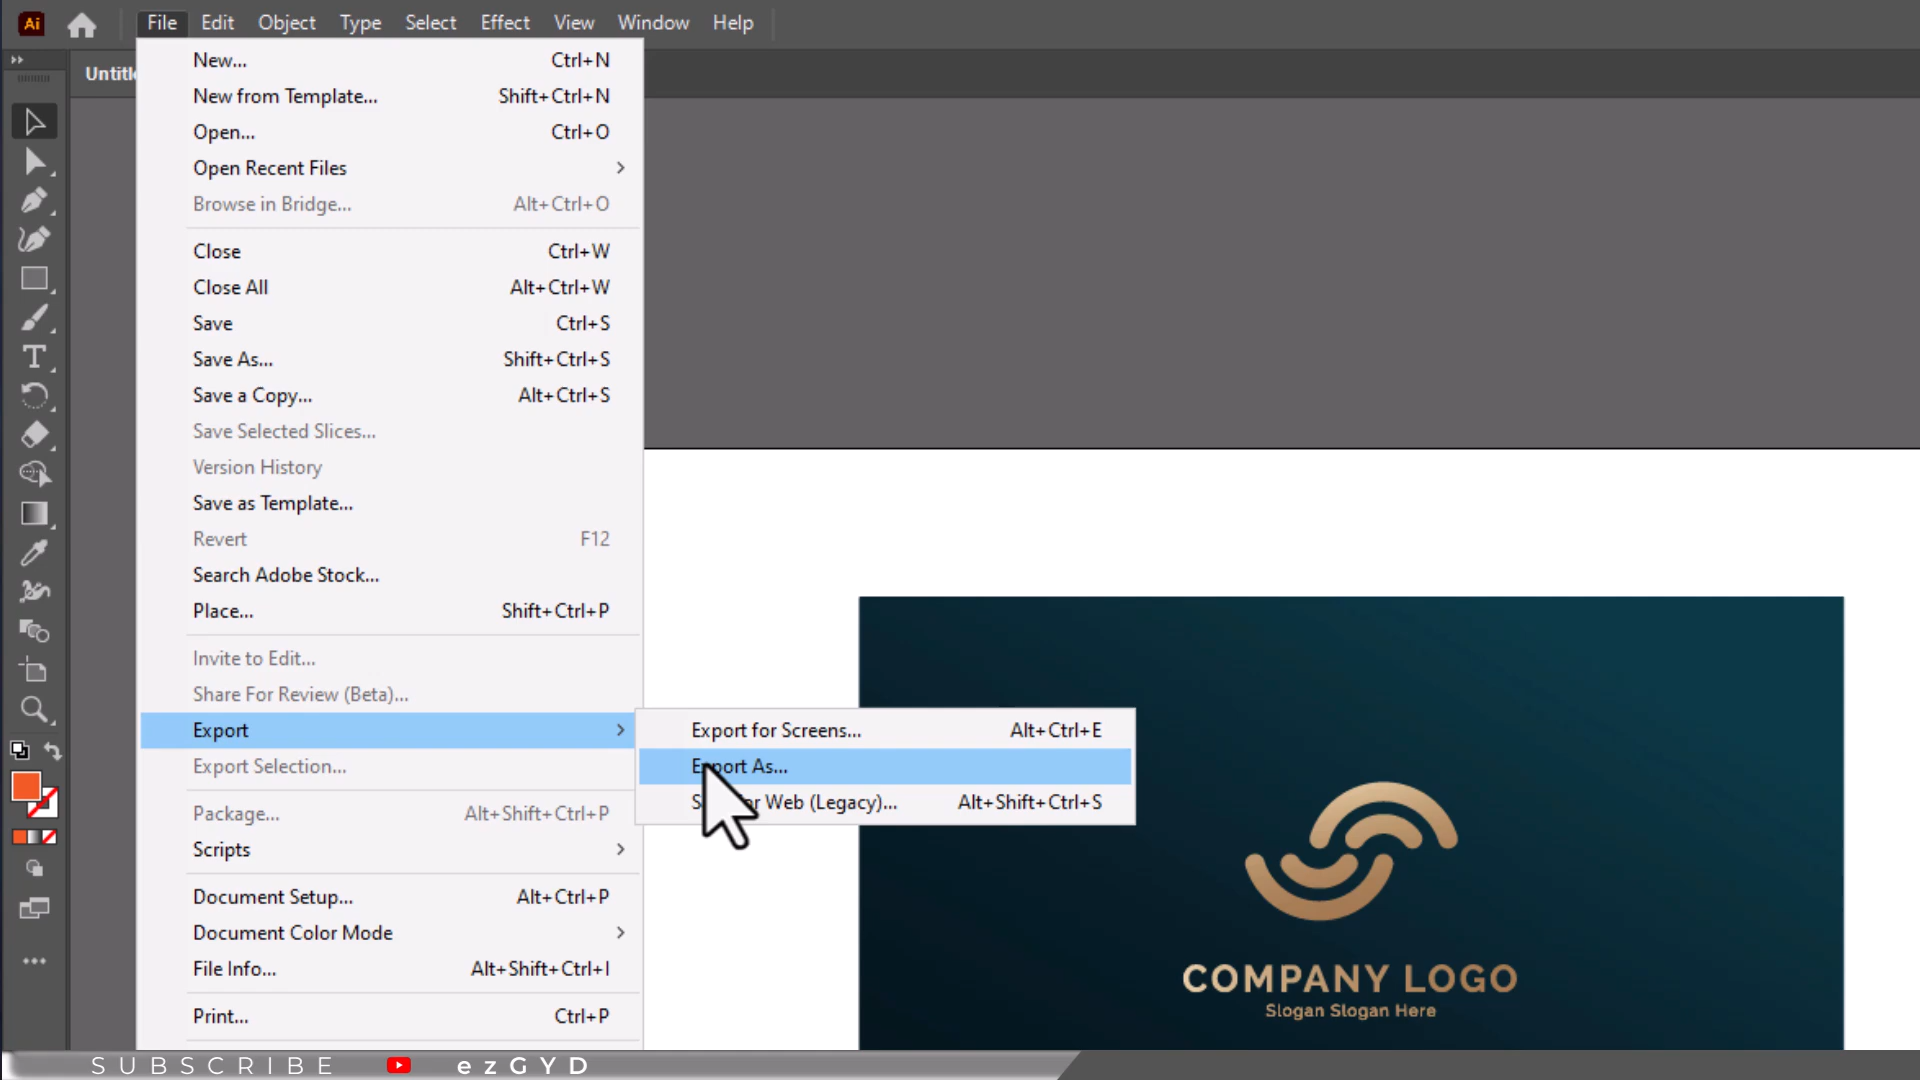 Ai File Edit Object Type Select Effect View Window Help
New... Ctrl+N
New from Template... Shift+Ctrl+N
Open... Ctrl+O
Open Recent Files
Browse in Bridge... Alt+Ctrl+O
Close Ctrl+W
Close All Alt+Ctrl+W
Save Ctrl+S
Save As... Shift+Ctrl+S
Save a Copy... Alt+Ctrl+S
Save Selected Slices...
Version History
Save as Template...
Revert F12
Search Adobe Stock...
Place... Shift+Ctrl+P
Invite to Edit...
Share For Review (Beta)...
Export
Export Selection...
Package... Alt+Shift+Ctrl+P
Scripts
Document Setup... Alt+Ctrl+P
Document Color Mode
File Info... Alt+Shift+Ctrl+I
Print... Ctrl+P
Export for Screens... Alt+Ctrl+E
Export As...
Web (Legacy)... Alt+Shift+Ctrl+S
COMPANY LOGO
Slogan Slogan Here
SUBSCRIBE ezGYD